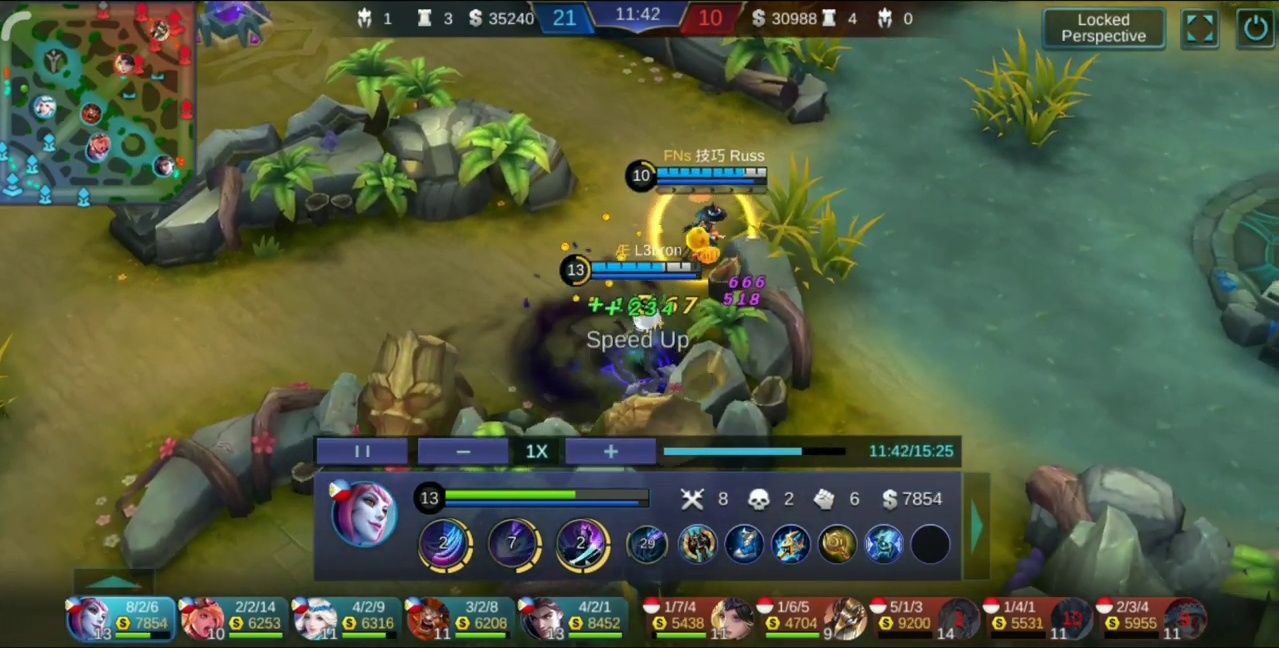 1 3 $ 35240 21 11:42 10 $ 30988 4 0
Locked
Perspective
FNs 技巧 Russ
10
13
666
518
Speed Up
1X
11:42/15:25
13
8 2 6 $ 7854
2 7 2 29
8/2/6 2/2/14 4/2/9 3/2/8 4/2/1 1/7/4 1/6/5 5/1/3 1/4/1 2/3/4
7854 6253 6316 6208 8452 5438 4704 9200 5531 5955
13 10 11 11 13 11 9 14 11 11